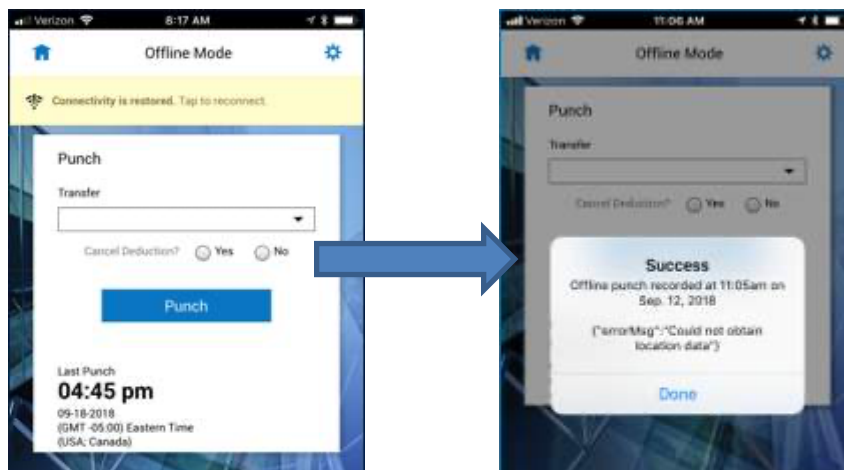 Verizon 8:17 AM
Offline Mode
Connectivity is restored. Tap to reconnect.
Punch
Transfer
Cancel Deduction? Yes No
Punch
Last Punch
04:45 pm
09-18-2018
(GMT -05:00) Eastern Time
(USA; Canada)
Verizon 11:06 AM
Offline Mode
Punch
Transfer
Cancel Deduction? Yes No
Success
Offline punch recorded at 11:05am on
Sep. 12, 2018
{"errorMsg":"Could not obtain
location data"}
Done